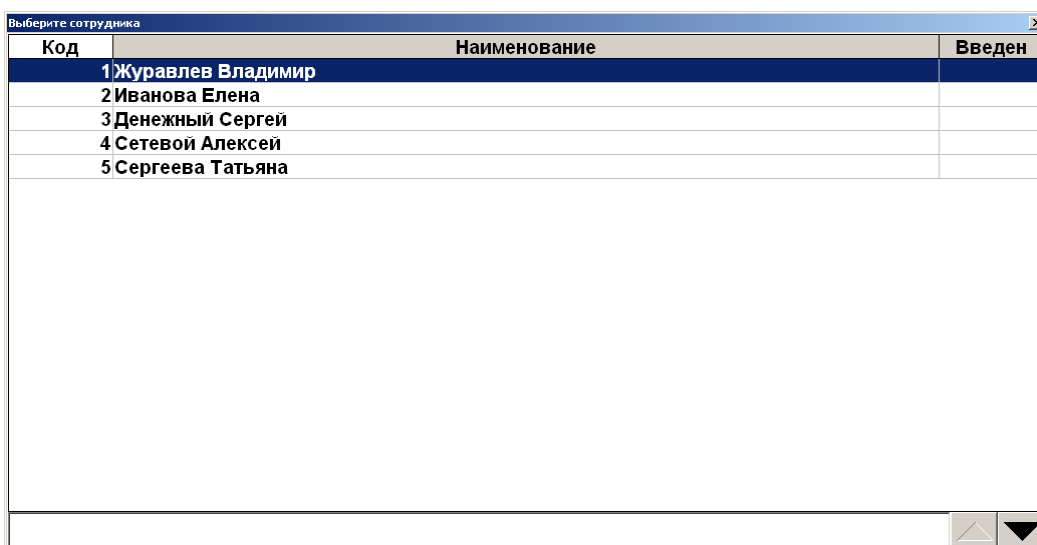 Выберите сотрудника
Код Наименование Введен
1 Журавлев Владимир
2 Иванова Елена
3 Денежный Сергей
4 Сетевой Алексей
5 Сергеева Татьяна